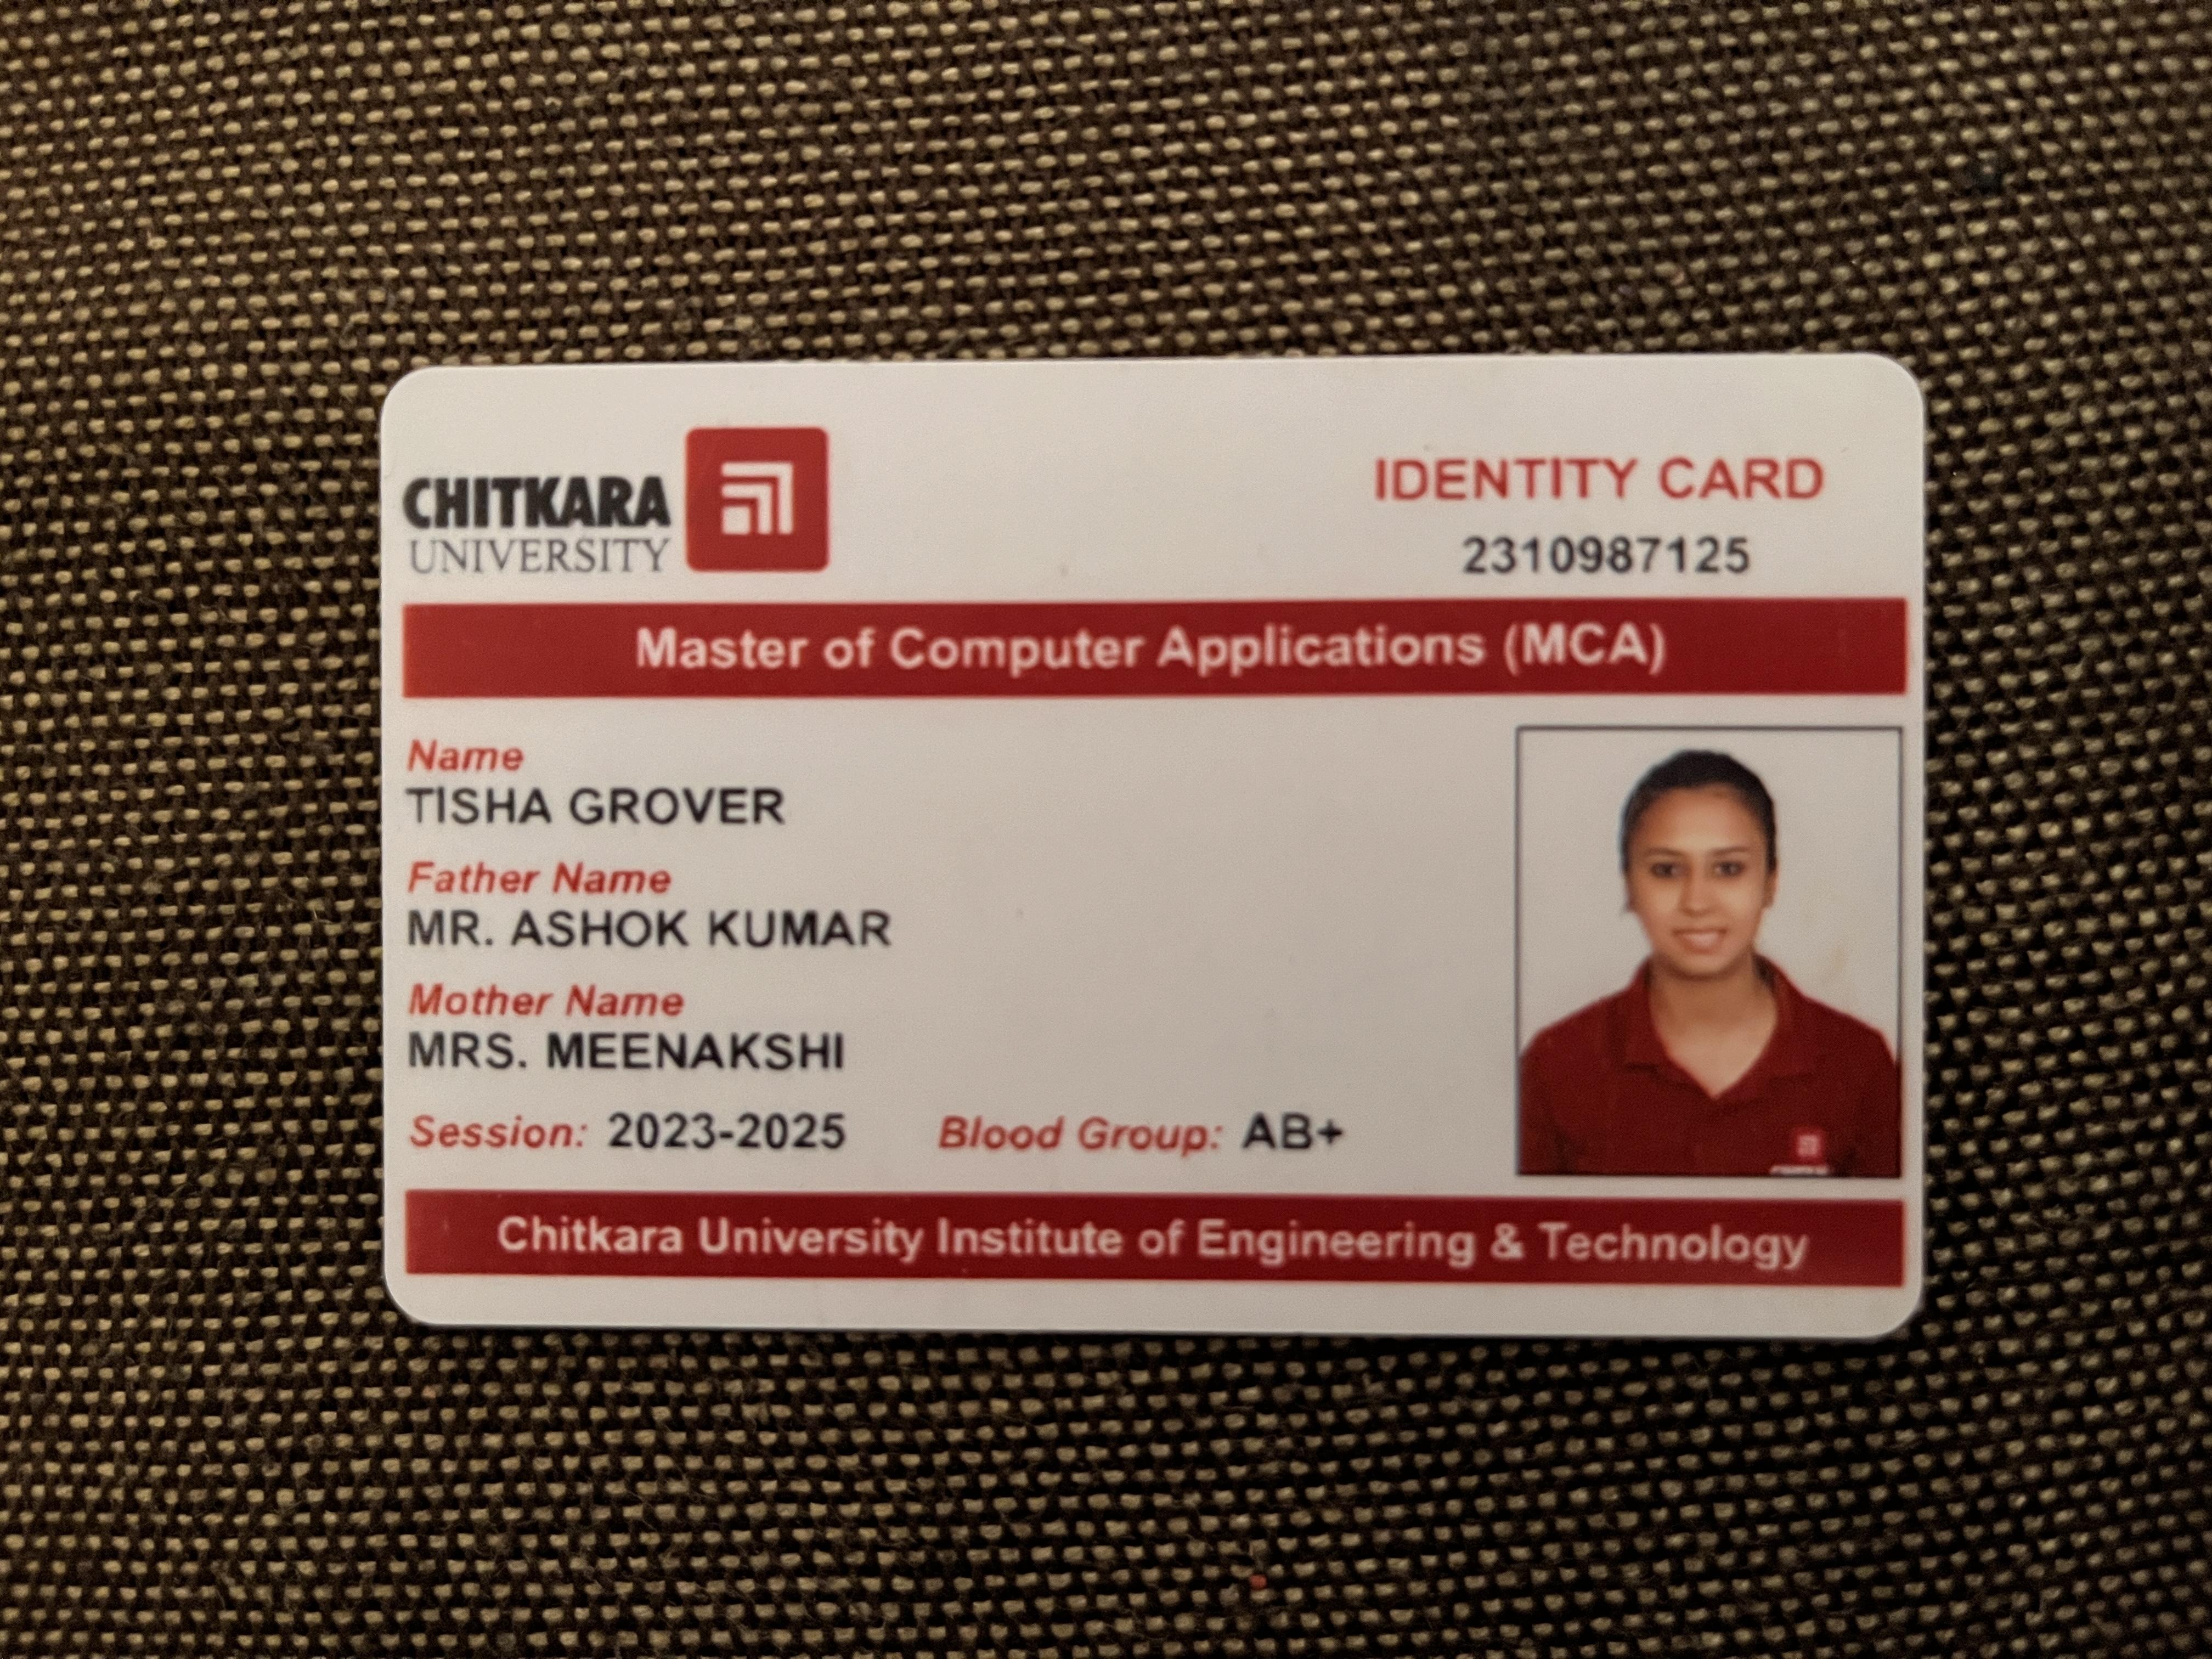 CHITKARA
UNIVERSITY
IDENTITY CARD
2310987125
Master of Computer Applications (MCA)
Name
TISHA GROVER
Father Name
MR. ASHOK KUMAR
Mother Name
MRS. MEENAKSHI
Session: 2023-2025 Blood Group: AB+
Chitkara University Institute of Engineering & Technology